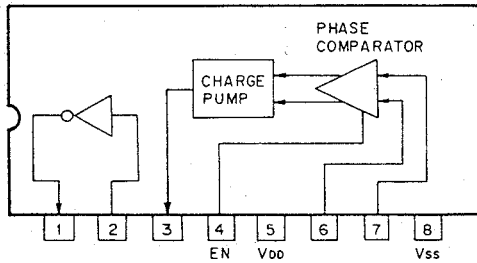 PHASE
COMPARATOR
CHARGE
PUMP
1 2 3 4 5 6 7 8
EN VDD VSS